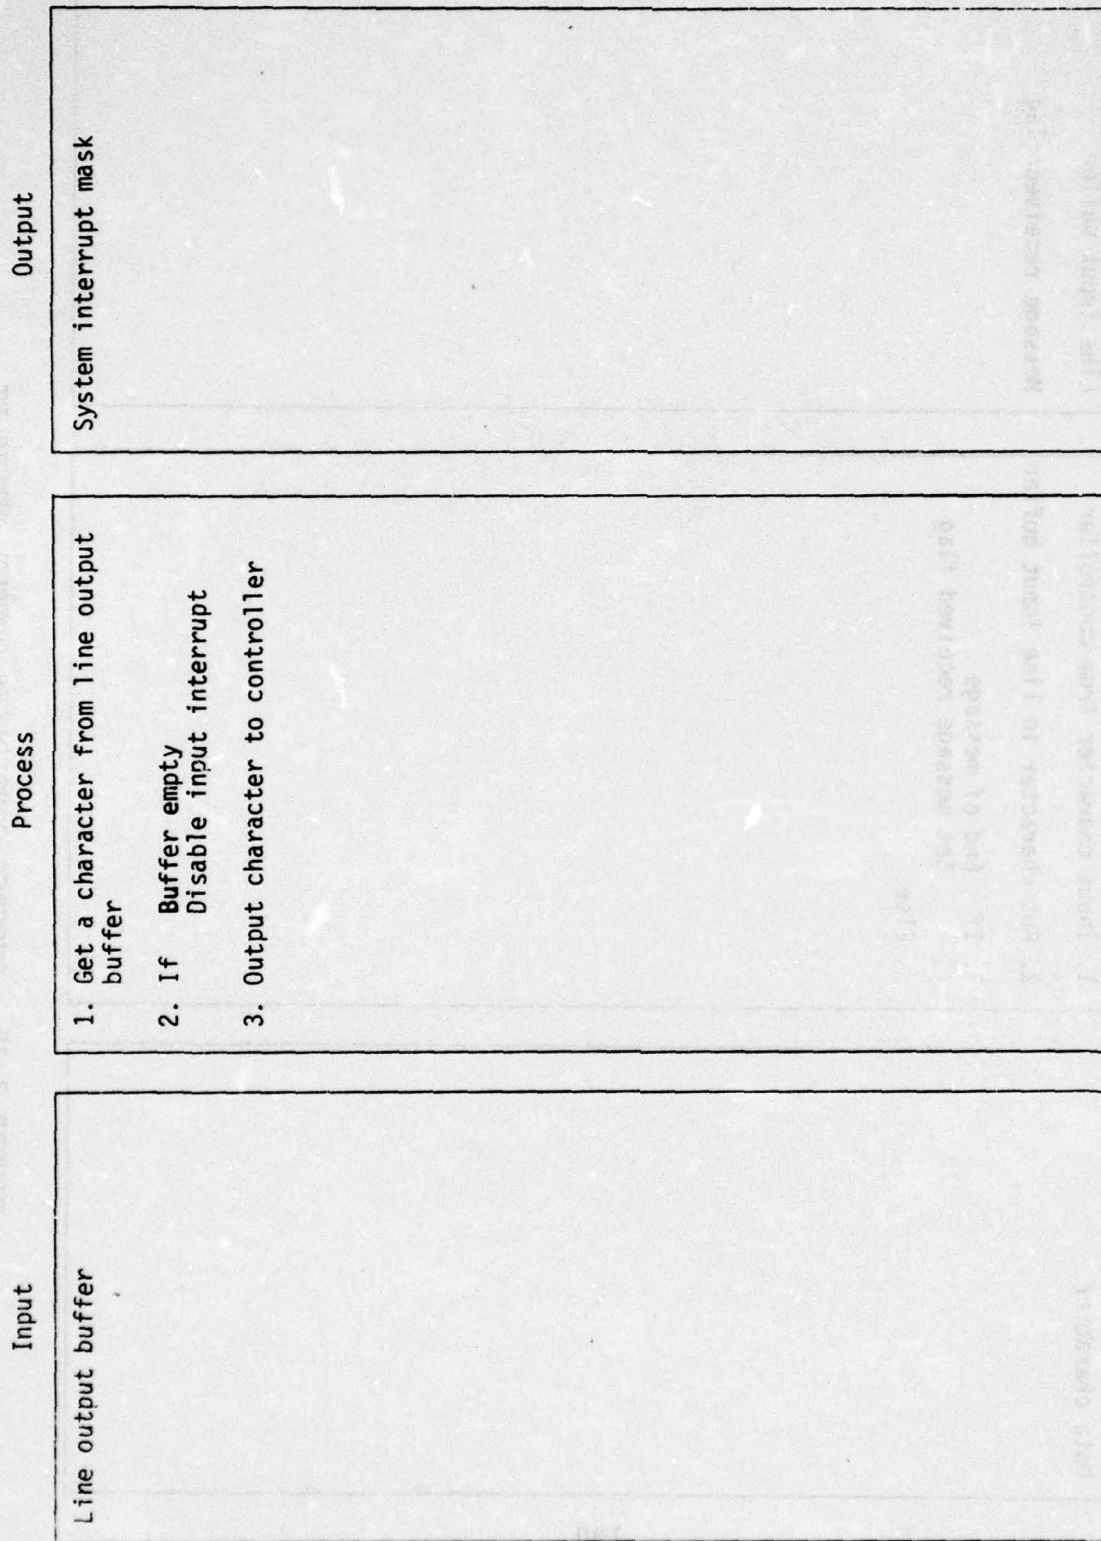 Input
Line output buffer
Process
1. Get a character from line output
buffer
2. If Buffer empty
Disable input interrupt
3. Output character to controller
Output
System interrupt mask